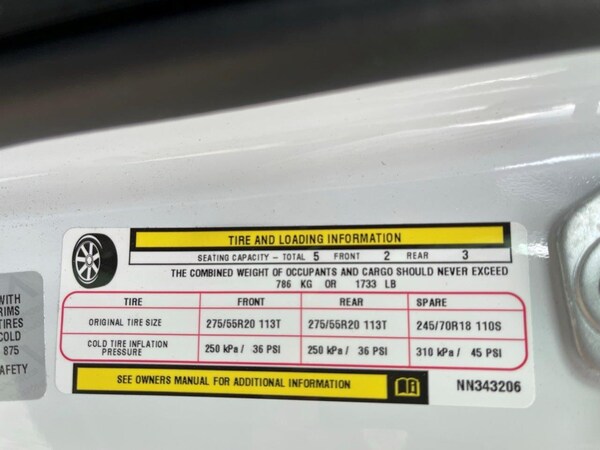 TIRE AND LOADING INFORMATION
SEATING CAPACITY - TOTAL 5 FRONT 2 REAR 3
THE COMBINED WEIGHT OF OCCUPANTS AND CARGO SHOULD NEVER EXCEED
786 KG OR 1733 LB
TIRE FRONT REAR SPARE
ORIGINAL TIRE SIZE 275/55R20 113T 275/55R20 113T 245/70R18 110S
COLD TIRE INFLATION PRESSURE 250 kPa / 36 PSI 250 kPa / 36 PSI 310 kPa / 45 PSI
SEE OWNERS MANUAL FOR ADDITIONAL INFORMATION
NN343206
WITH
RIMS
TIRES
COLD
875
AFETY